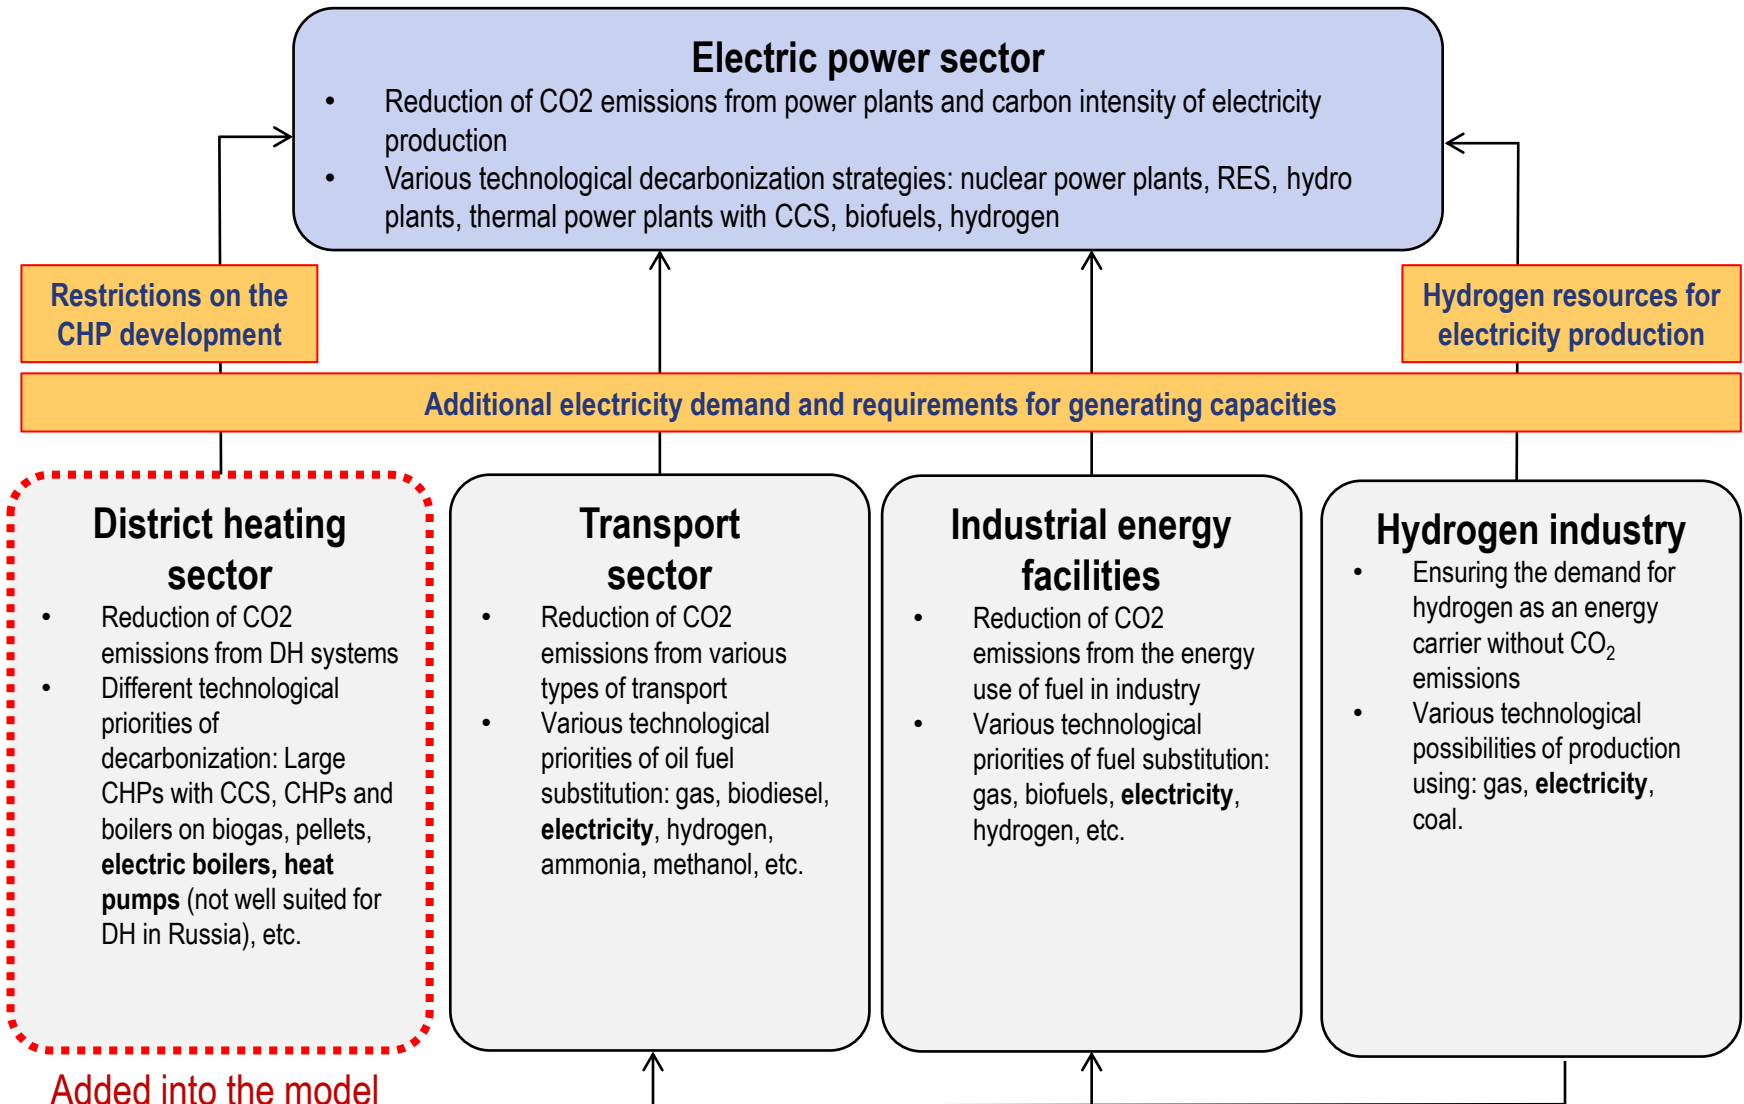 Electric power sector
• Reduction of CO2 emissions from power plants and carbon intensity of electricity
production
• Various technological decarbonization strategies: nuclear power plants, RES, hydro
plants, thermal power plants with CCS, biofuels, hydrogen
Restrictions on the
CHP development
Hydrogen resources for
electricity production
Additional electricity demand and requirements for generating capacities
District heating
sector
• Reduction of CO2
emissions from DH systems
• Different technological
priorities of
decarbonization: Large
CHPs with CCS, CHPs and
boilers on biogas, pellets,
electric boilers, heat
pumps (not well suited for
DH in Russia), etc.
Transport
sector
• Reduction of CO2
emissions from various
types of transport
• Various technological
priorities of oil fuel
substitution: gas, biodiesel,
electricity, hydrogen,
ammonia, methanol, etc.
Industrial energy
facilities
• Reduction of CO2
emissions from the energy
use of fuel in industry
• Various technological
priorities of fuel substitution:
gas, biofuels, electricity,
hydrogen, etc.
Hydrogen industry
• Ensuring the demand for
hydrogen as an energy
carrier without CO₂
emissions
• Various technological
possibilities of production
using: gas, electricity,
coal.
Added into the model